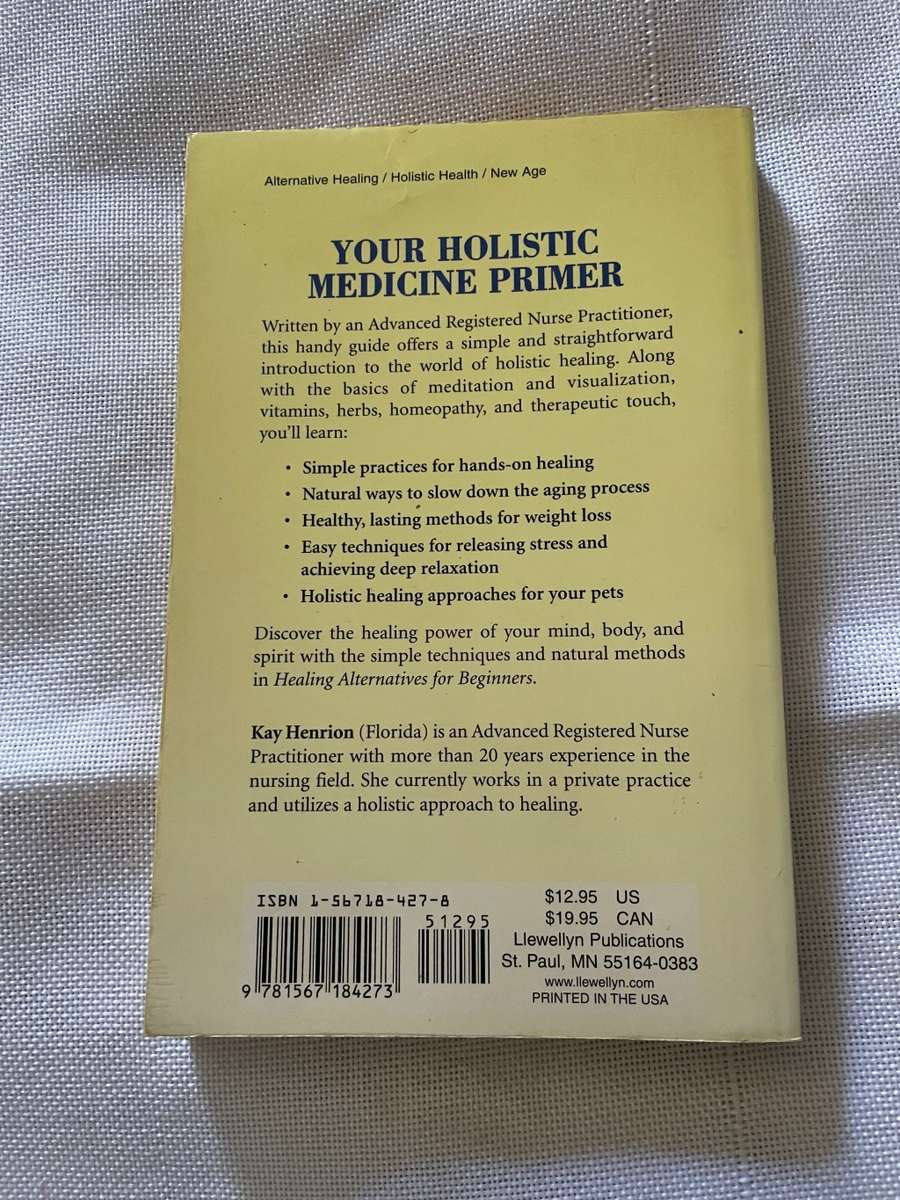 Alternative Healing / Holistic Health / New Age
YOUR HOLISTIC
MEDICINE PRIMER
Written by an Advanced Registered Nurse Practitioner,
this handy guide offers a simple and straightforward
introduction to the world of holistic healing. Along
with the basics of meditation and visualization,
vitamins, herbs, homeopathy, and therapeutic touch,
you'll learn:
• Simple practices for hands-on healing
• Natural ways to slow down the aging process
• Healthy, lasting methods for weight loss
• Easy techniques for releasing stress and
achieving deep relaxation
• Holistic healing approaches for your pets
Discover the healing power of your mind, body, and
spirit with the simple techniques and natural methods
in Healing Alternatives for Beginners.
Kay Henrion (Florida) is an Advanced Registered Nurse
Practitioner with more than 20 years experience in the
nursing field. She currently works in a private practice
and utilizes a holistic approach to healing.
ISBN 1-56718-427-8
51295
9 781567 184273
$12.95 US
$19.95 CAN
Llewellyn Publications
St. Paul, MN 55164-0383
www.llewellyn.com
PRINTED IN THE USA